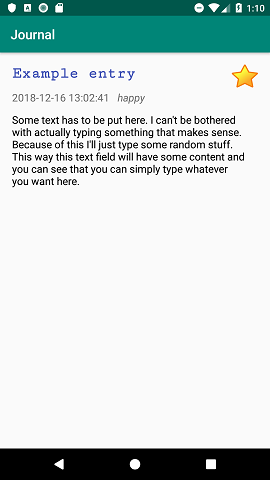 1:10
Journal
Example entry
2018-12-16 13:02:41 happy
Some text has to be put here. I can't be bothered
with actually typing something that makes sense.
Because of this I'll just type some random stuff.
This way this text field will have some content and
you can see that you can simply type whatever
you want here.